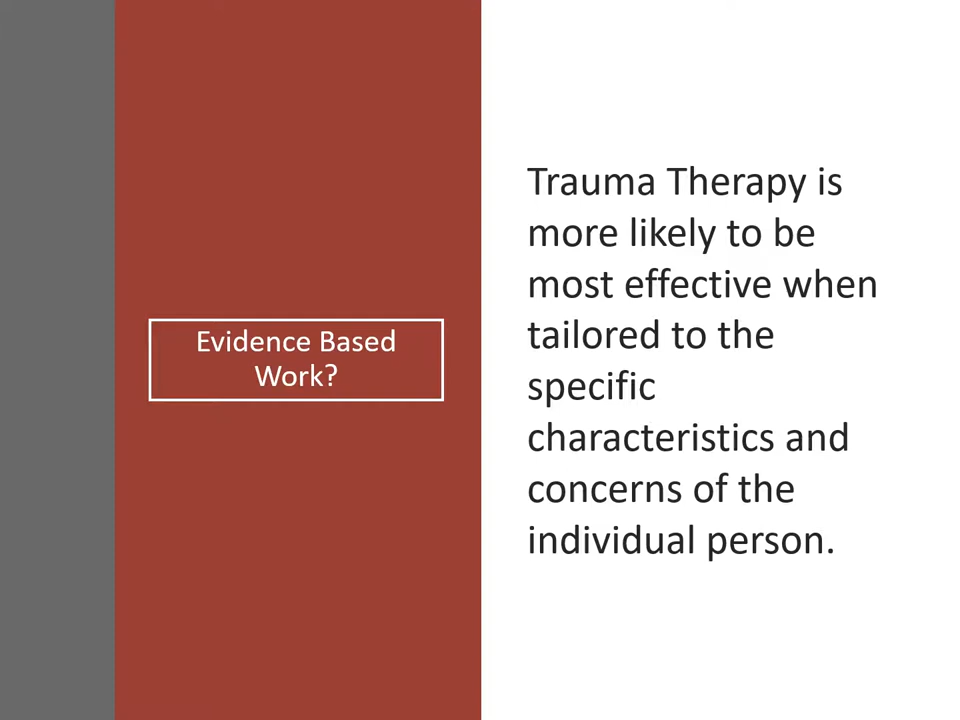 Evidence Based
Work?
Trauma Therapy is
more likely to be
most effective when
tailored to the
specific
characteristics and
concerns of the
individual person.